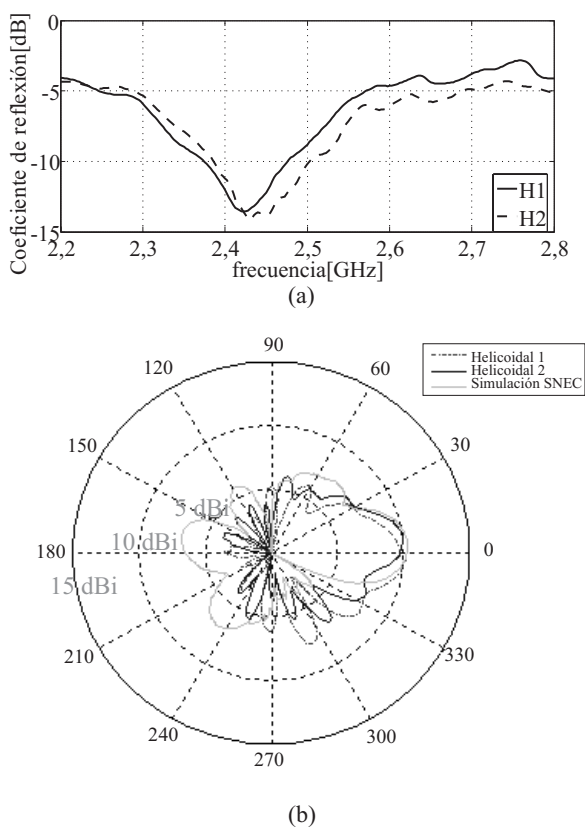 0
-5
-10
-15
Coeficiente de reflexión[dB]
H1
H2
2,2 2,3 2,4 2,5 2,6 2,7 2,8
frecuencia[GHz]
(a)
Helicoidal 1
Helicoidal 2
Simulación SNEC
90
120 60
150 30
5 dBi
180 10 dBi 0
15 dBi
210 330
240 300
270
(b)